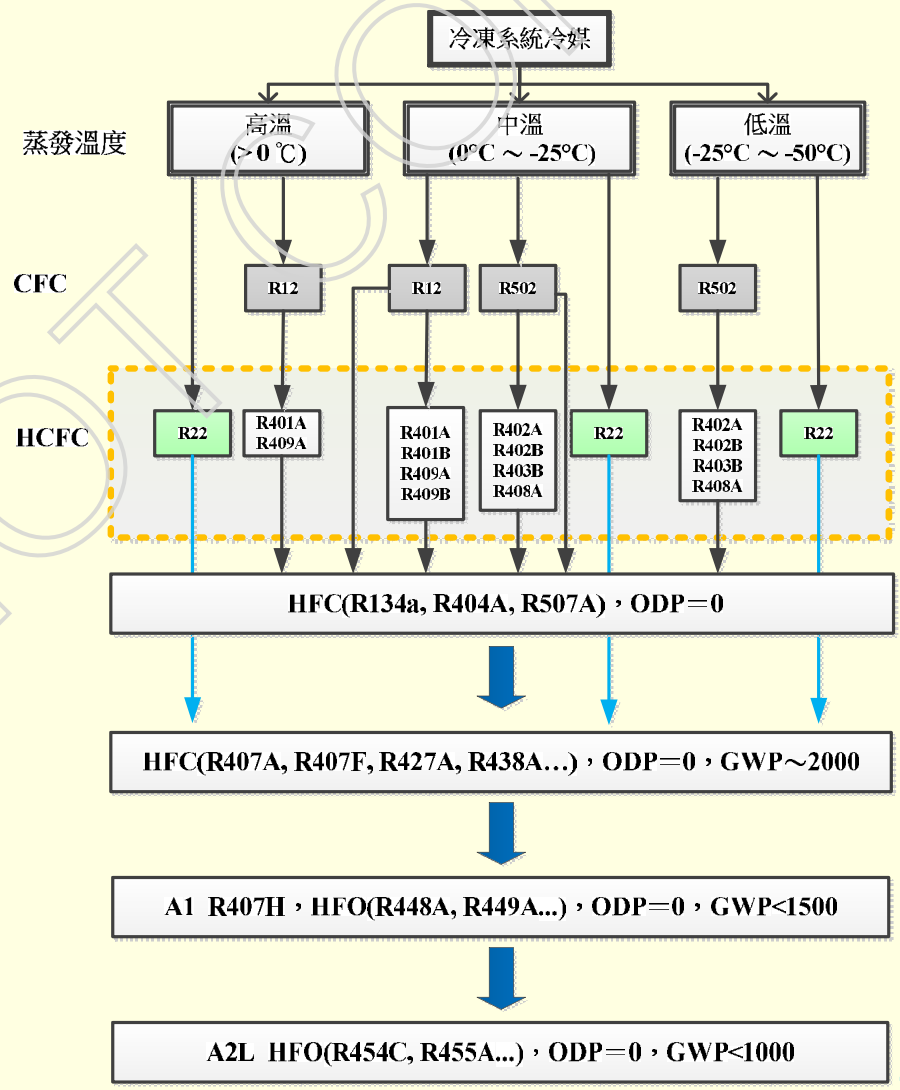 冷凍系統冷媒
蒸發溫度
高溫
(> 0 ℃)
中溫
(0°C ～ -25°C)
低溫
(-25°C ～ -50°C)
CFC
R12
R12
R502
R502
HCFC
R22
R401A
R409A
R401A
R401B
R409A
R409B
R402A
R402B
R403B
R408A
R22
R402A
R402B
R403B
R408A
R22
HFC(R134a, R404A, R507A)，ODP＝0
HFC(R407A, R407F, R427A, R438A…)，ODP＝0，GWP～2000
A1 R407H，HFO(R448A, R449A...)，ODP＝0，GWP<1500
A2L HFO(R454C, R455A...)，ODP＝0，GWP<1000